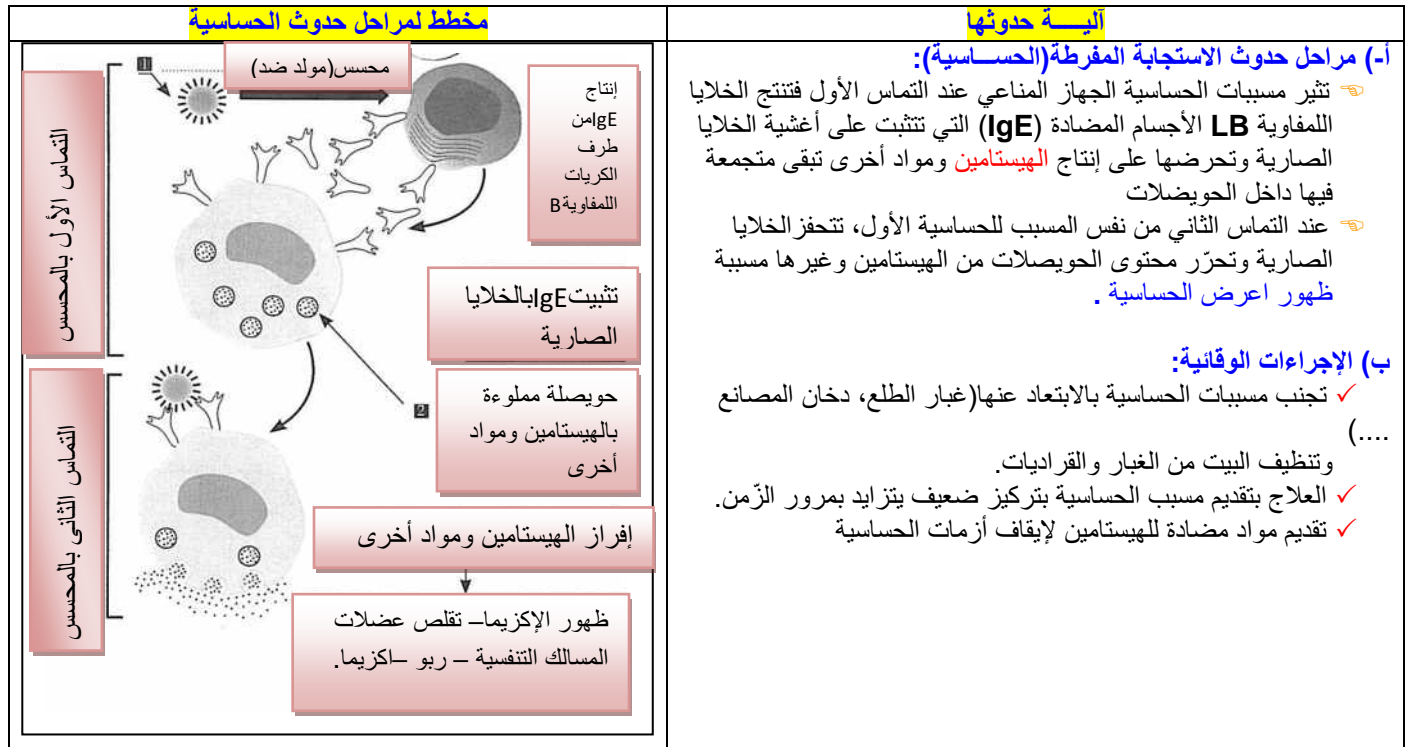 آليـــــة حدوثها
أ-) مراحل حدوث الاستجابة المفرطة(الحســـاسية):
تثير مسببات الحساسية الجهاز المناعي عند التماس الأول فتنتج الخلايا
اللمفاوية LB الأجسام المضادة (IgE) التي تتثبت على أغشية الخلايا
الصارية وتحرضها على إنتاج الهيستامين ومواد أخرى تبقى متجمعة
فيها داخل الحويضلات
عند التماس الثاني من نفس المسبب للحساسية الأول، تتحفزالخلايا
الصارية وتحرّر محتوى الحويصلات من الهيستامين وغيرها مسببة
ظهور اعرض الحساسية .
ب) الإجراءات الوقائية:
✓ تجنب مسببات الحساسية بالابتعاد عنها(غبار الطلع، دخان المصانع
....)
وتنظيف البيت من الغبار والقراديات.
✓ العلاج بتقديم مسبب الحساسية بتركيز ضعيف يتزايد بمرور الزّمن.
✓ تقديم مواد مضادة للهيستامين لإيقاف أزمات الحساسية
مخطط لمراحل حدوث الحساسية
1
محسس(مولد ضد)
إنتاج
IgEمن
طرف
الكريات
اللمفاويةB
التماس الأول بالمحسس
تثبيتIgEبالخلايا
الصارية
2
حويصلة مملوءة
بالهيستامين ومواد
أخرى
التماس الثاني بالمحسس
إفراز الهيستامين ومواد أخرى
ظهور الإكزيما– تقلص عضلات
المسالك التنفسية – ربو –اكزيما.